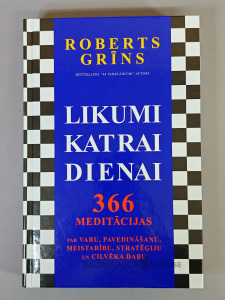 ROBERTS
GRĪNS
BESTSELLERA "48 VARAS LIKUMI" AUTORS
LIKUMI
KATRAI
DIENAI
366
MEDITĀCIJAS
PAR VARU, PAVEDINĀŠANU,
MEISTARĪBU, STRATĒĢIJU
UN CILVĒKA DABU